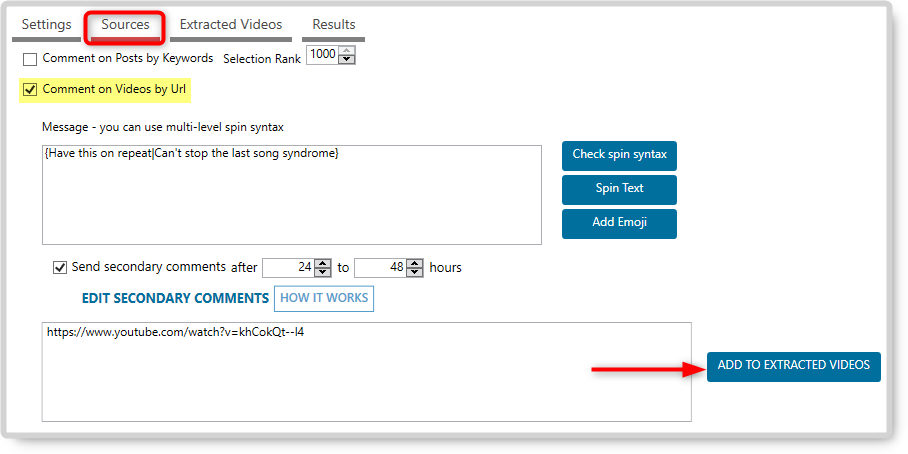 Settings Sources Extracted Videos Results
Comment on Posts by Keywords Selection Rank 1000
Comment on Videos by Url
Message - you can use multi-level spin syntax
{Have this on repeat|Can't stop the last song syndrome}
Check spin syntax
Spin Text
Add Emoji
Send secondary comments after 24 to 48 hours
EDIT SECONDARY COMMENTS HOW IT WORKS
https://www.youtube.com/watch?v=khCokQt--l4
ADD TO EXTRACTED VIDEOS